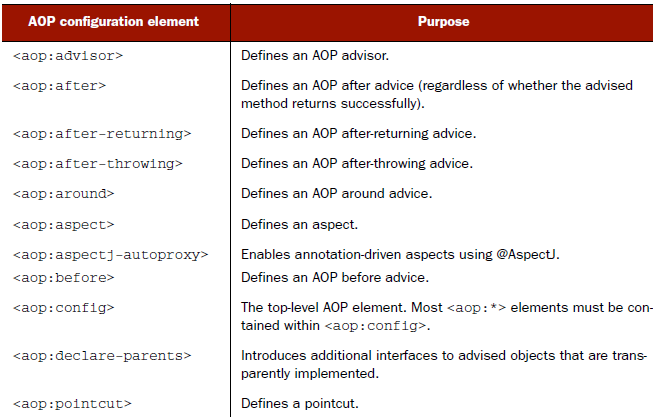 AOP configuration element Purpose
<aop:advisor> Defines an AOP advisor.
<aop:after> Defines an AOP after advice (regardless of whether the advised
method returns successfully).
<aop:after-returning> Defines an AOP after-returning advice.
<aop:after-throwing> Defines an AOP after-throwing advice.
<aop:around> Defines an AOP around advice.
<aop:aspect> Defines an aspect.
<aop:aspectj-autoproxy> Enables annotation-driven aspects using @AspectJ.
<aop:before> Defines an AOP before advice.
<aop:config> The top-level AOP element. Most <aop:*> elements must be con-
tained within <aop:config>.
<aop:declare-parents> Introduces additional interfaces to advised objects that are trans-
parently implemented.
<aop:pointcut> Defines a pointcut.